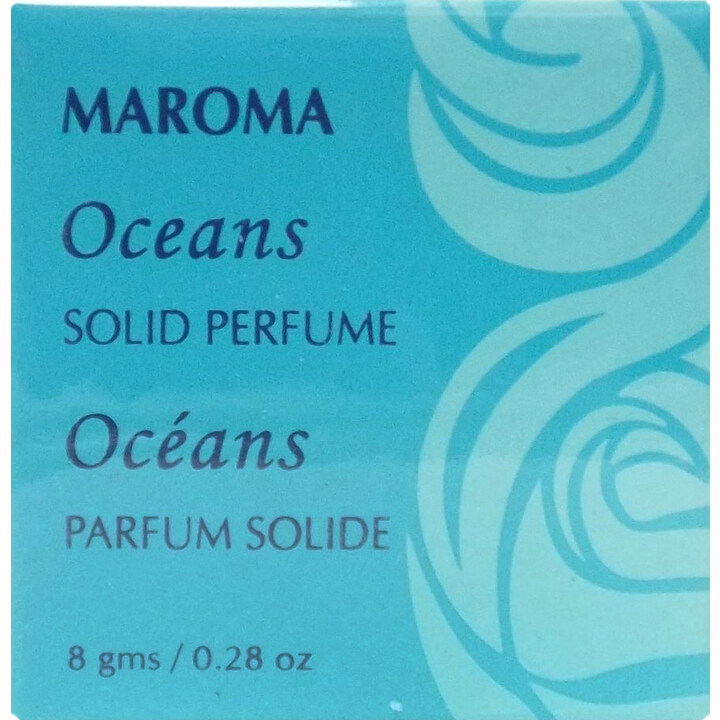 MAROMA
Oceans
SOLID PERFUME
Océans
PARFUM SOLIDE
8 gms / 0.28 oz